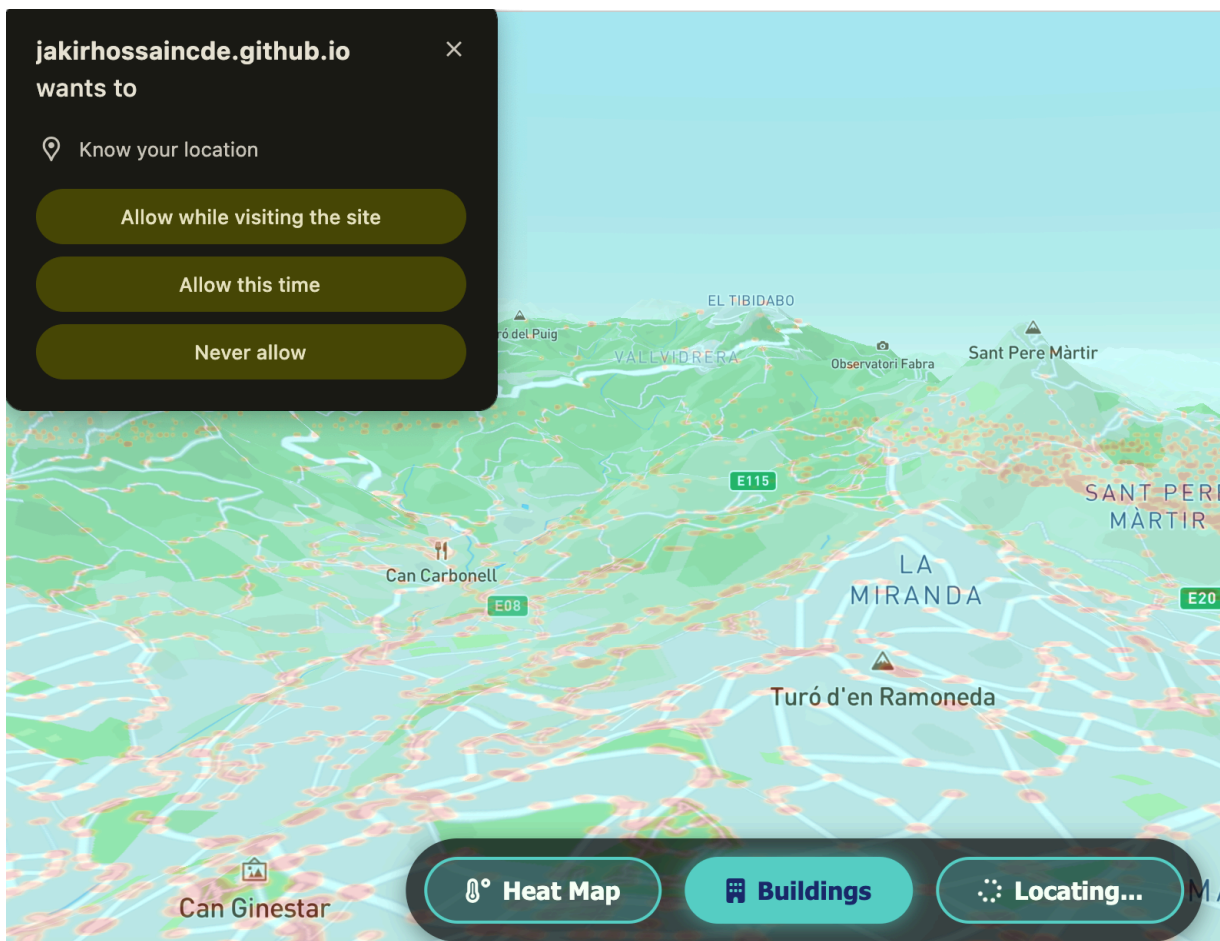 jakirhossaincde.github.io
wants to
Know your location
Allow while visiting the site
Allow this time
Never allow
EL TIBIDABO
ró del Puig
VALLVIDRERA
Observatori Fabra
Sant Pere Màrtir
E115
SANT PERE
MÀRTIR
Can Carbonell
LA
MIRANDA
E08
E20
Turó d'en Ramoneda
Can Ginestar
Heat Map
Buildings
Locating...